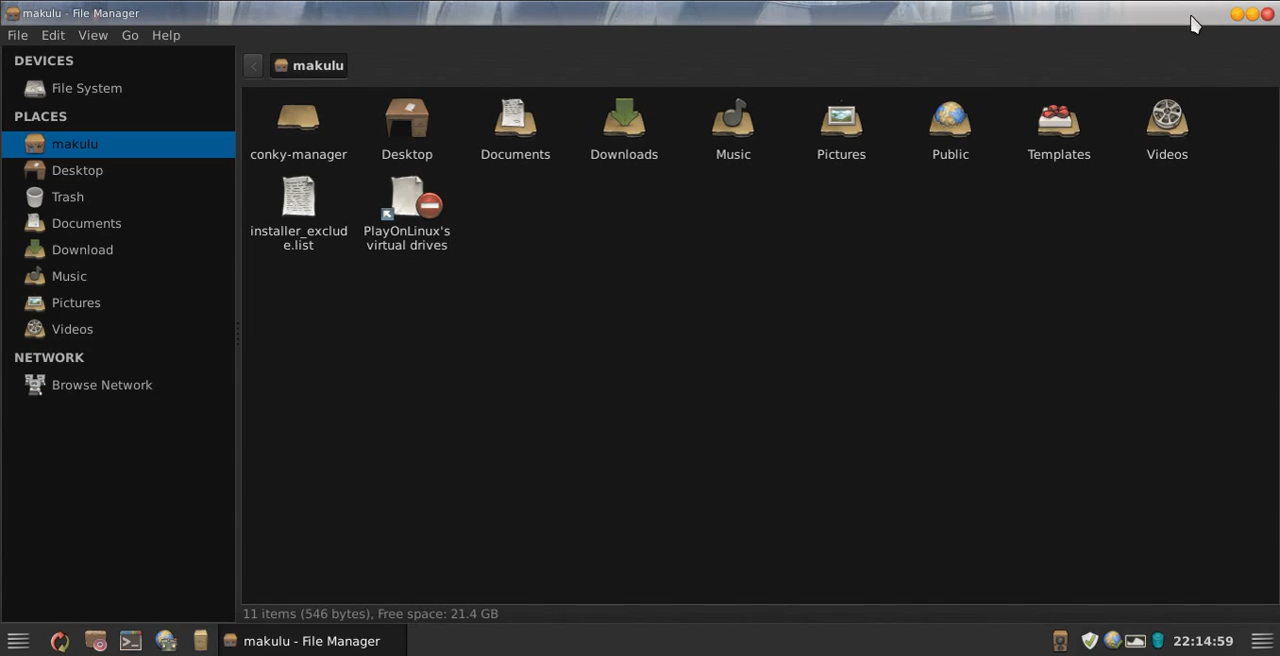 makulu - File Manager
File Edit View Go Help
DEVICES
File System
PLACES
makulu
Desktop
Trash
Documents
Download
Music
Pictures
Videos
NETWORK
Browse Network
makulu
conky-manager Desktop Documents Downloads Music Pictures Public Templates Videos
installer_exclud
e.list
PlayOnLinux's
virtual drives
11 items (546 bytes), Free space: 21.4 GB
makulu - File Manager
22:14:59